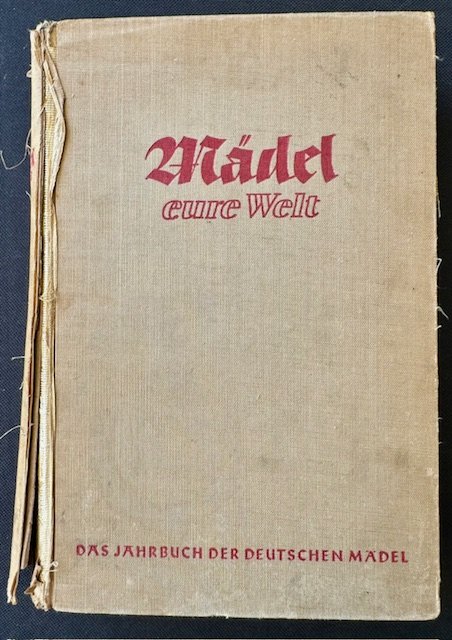 Mädel
eure Welt
DAS JAHRBUCH DER DEUTSCHEN MÄDEL